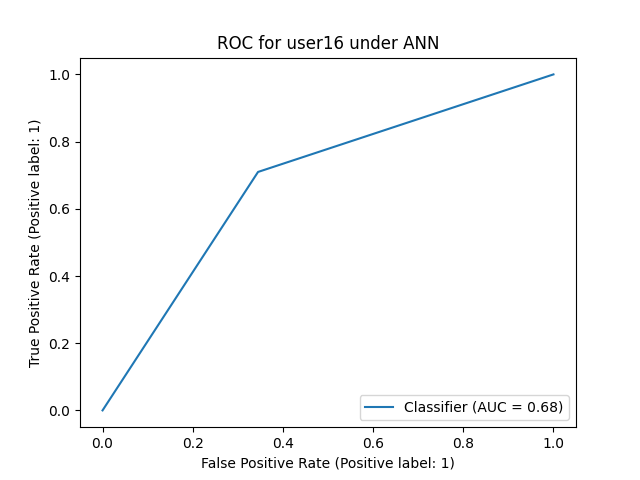 ROC for user16 under ANN
True Positive Rate (Positive label: 1)
1.0
0.8
0.6
0.4
0.2
0.0
Classifier (AUC = 0.68)
0.0 0.2 0.4 0.6 0.8 1.0
False Positive Rate (Positive label: 1)